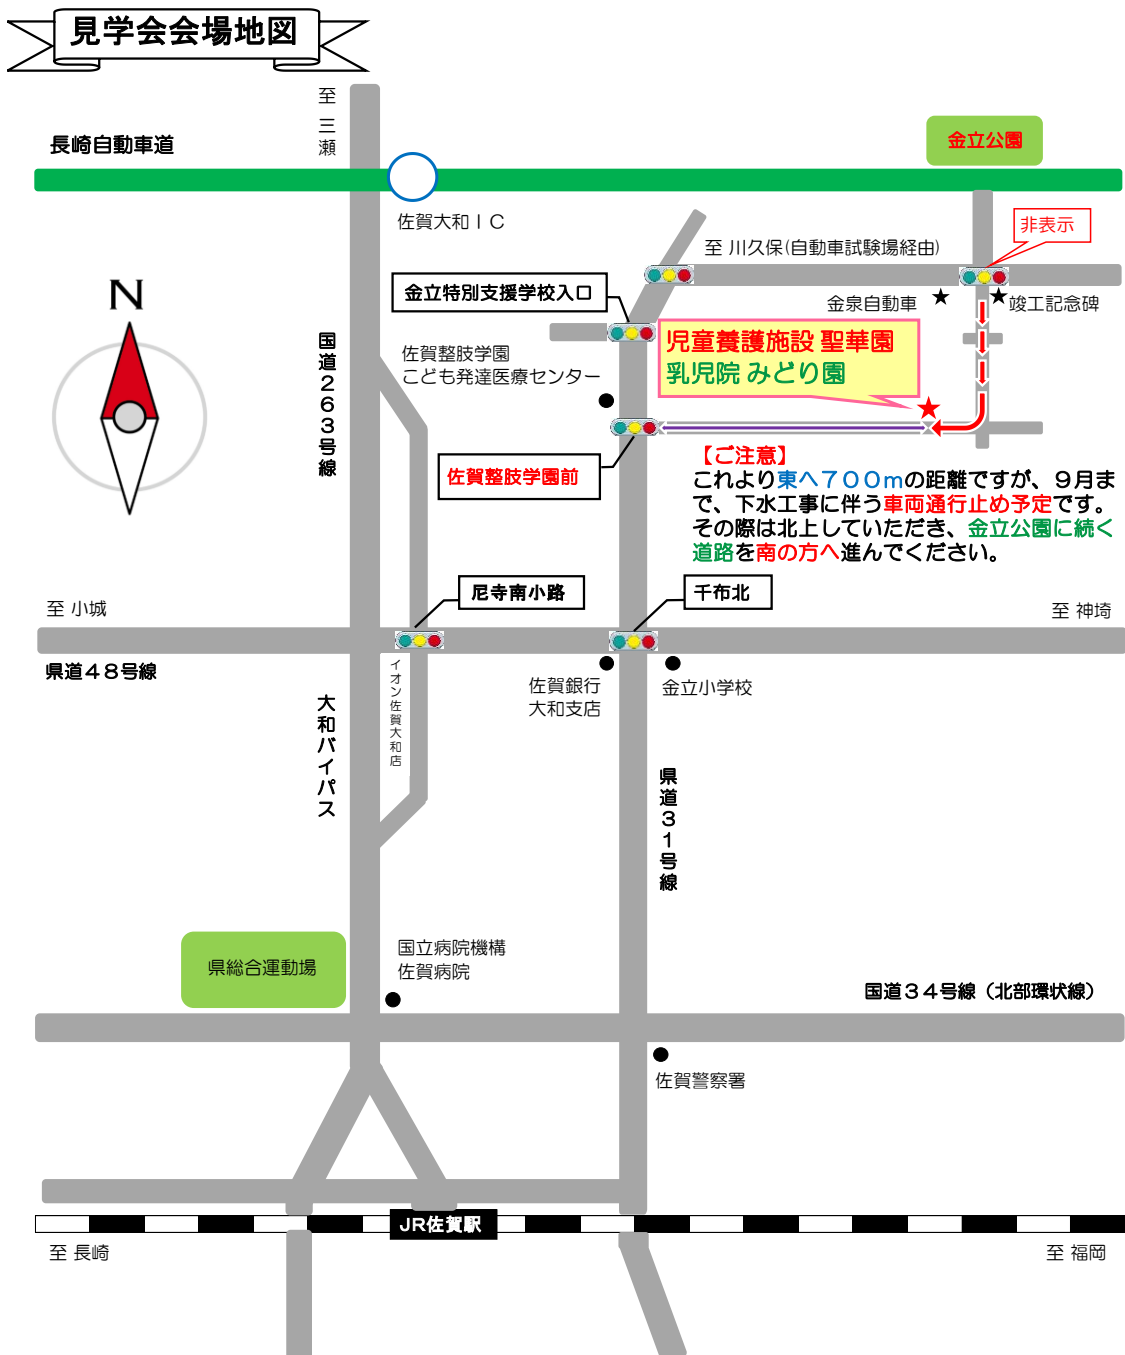 見学会会場地図
至 三瀬
長崎自動車道
金立公園
佐賀大和ＩＣ
非表示
至 川久保(自動車試験場経由)
金立特別支援学校入口
金泉自動車
竣工記念碑
N
国道２６３号線
児童養護施設 聖華園
乳児院 みどり園
佐賀整肢学園
こども発達医療センター
佐賀整肢学園前
【ご注意】
これより東へ７００ｍの距離ですが、９月ま
で、下水工事に伴う車両通行止め予定です。
その際は北上していただき、金立公園に続く
道路を南の方へ進んでください。
尼寺南小路
千布北
至 小城
至 神埼
県道４８号線
イオン佐賀大和店
佐賀銀行
大和支店
金立小学校
大和バイパス
県道３１号線
県総合運動場
国立病院機構
佐賀病院
国道３４号線（北部環状線）
佐賀警察署
JR佐賀駅
至 長崎
至 福岡